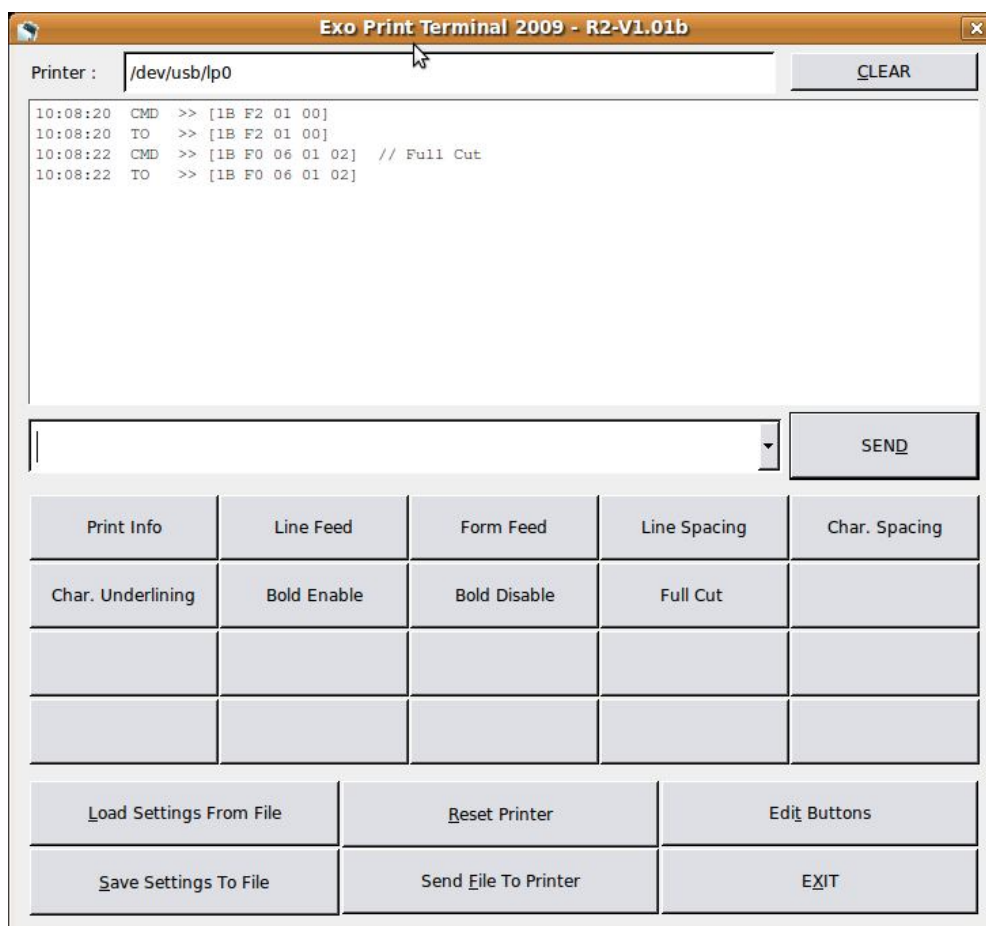 Exo Print Terminal 2009 - R2-V1.01b
Printer : /dev/usb/lp0 CLEAR
10:08:20 CMD >> [1B F2 01 00]
10:08:20 TO >> [1B F2 01 00]
10:08:22 CMD >> [1B F0 06 01 02] // Full Cut
10:08:22 TO >> [1B F0 06 01 02]
SEND
Print Info Line Feed Form Feed Line Spacing Char. Spacing
Char. Underlining Bold Enable Bold Disable Full Cut
Load Settings From File Reset Printer Edit Buttons
Save Settings To File Send File To Printer EXIT